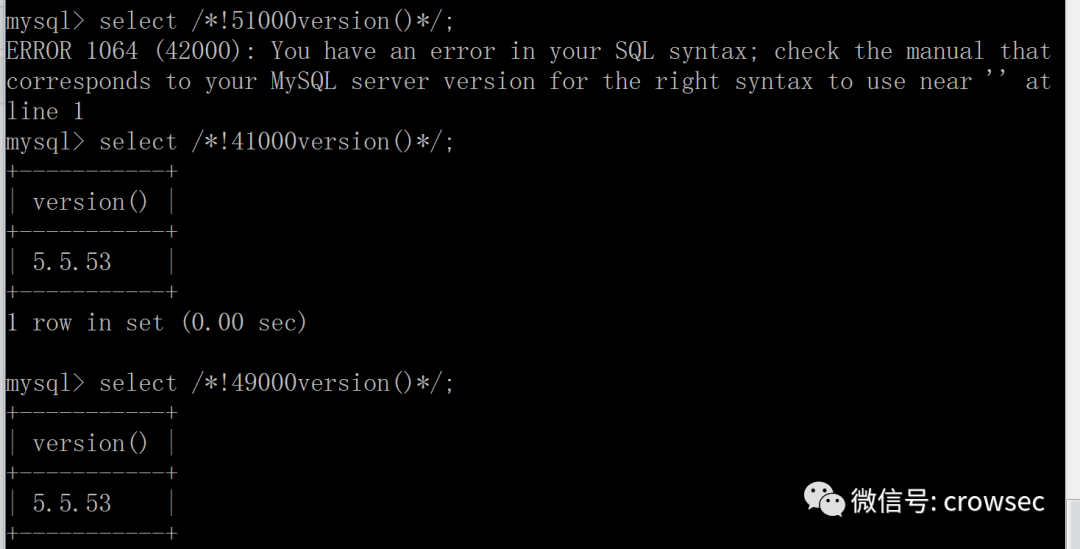 mysql> select /*!51000version()*/;
ERROR 1064 (42000): You have an error in your SQL syntax; check the manual that
corresponds to your MySQL server version for the right syntax to use near '' at
line 1
mysql> select /*!41000version()*/;
+-----------+
| version() |
+-----------+
| 5.5.53    |
+-----------+
1 row in set (0.00 sec)
mysql> select /*!49000version()*/;
+-----------+
| version() |
+-----------+
| 5.5.53    |
+-----------+
微信号: crowsec